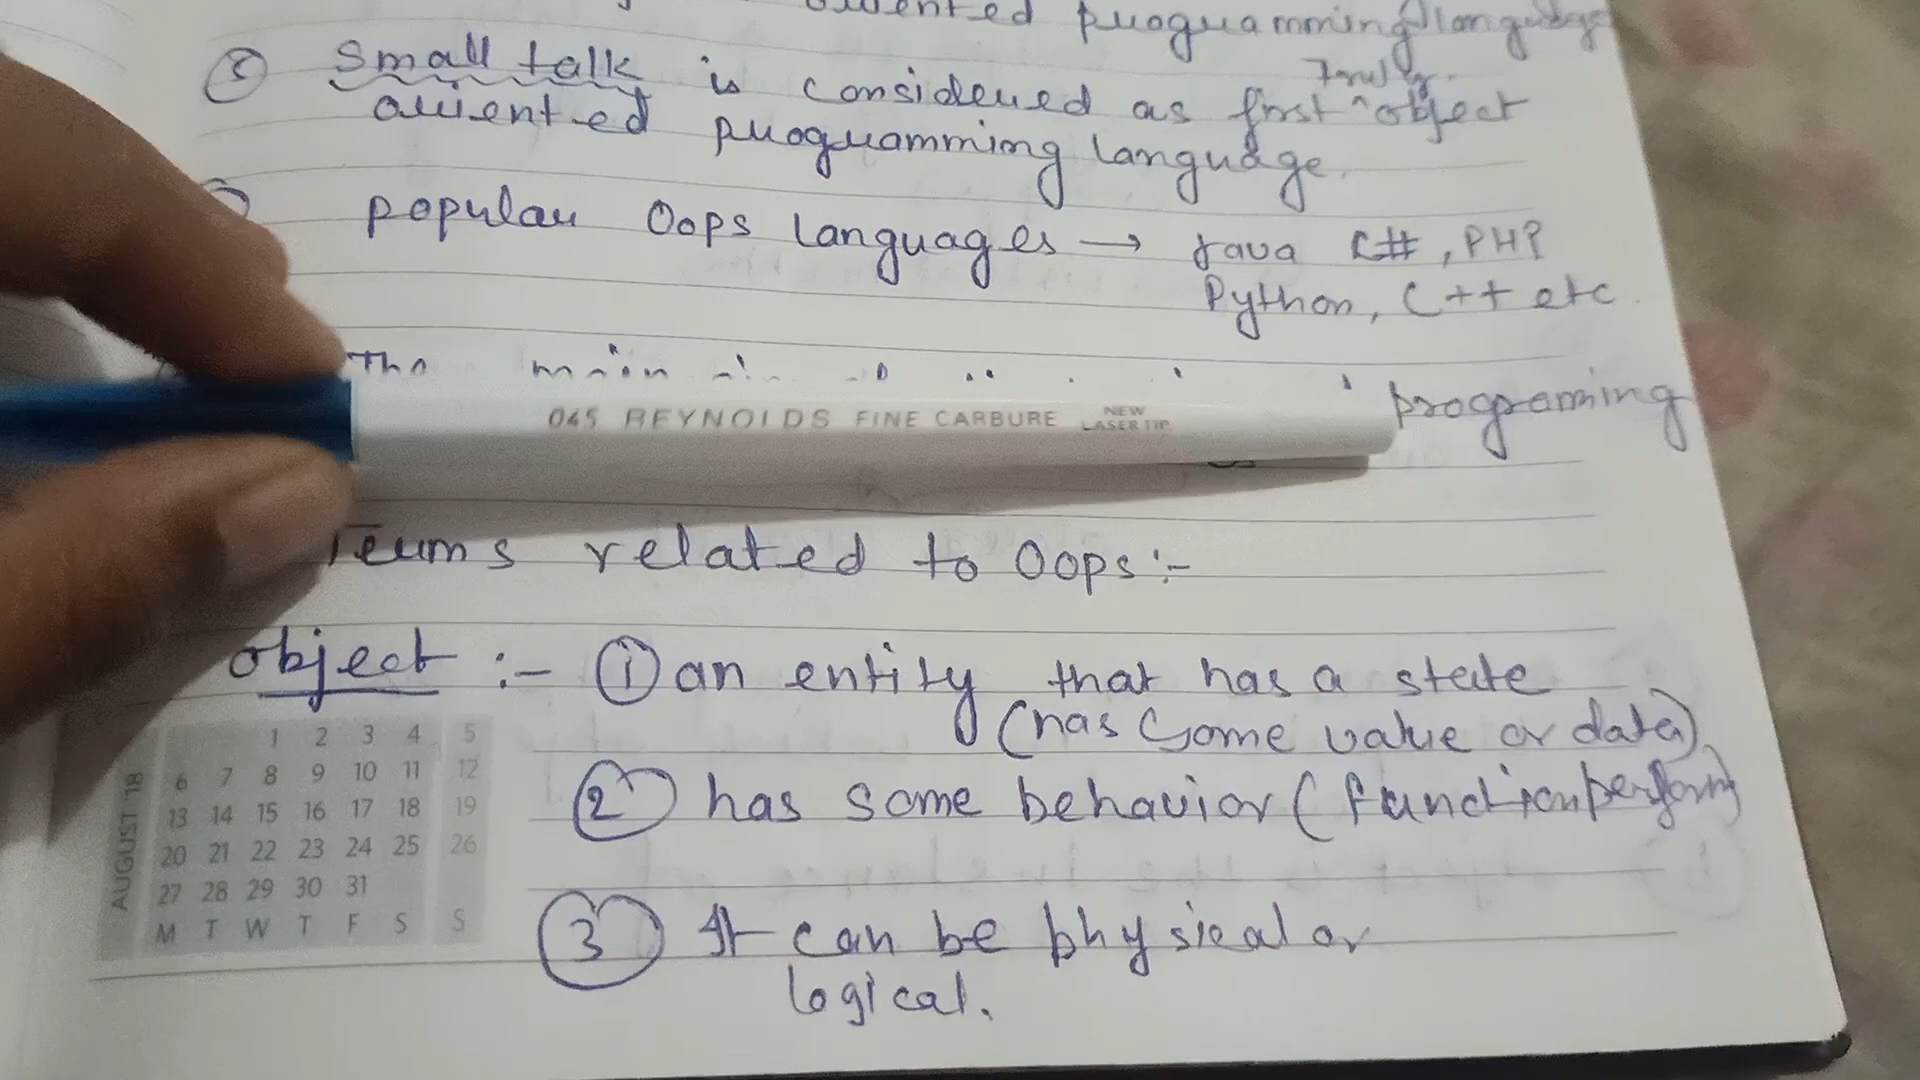 oriented programming language
③ Small talk is considered as first ^ Truly object
oriented programming language.
popular Oops languages → Java C#, PHP
Python, C++ etc
The main programing
045 REYNOLDS FINE CARBURE NEW LASER TIP
Terms related to Oops:-
object :- ① an entity that has a state
(has some value or data)
② has some behavior (function perform)
③ It can be physical or
logical.
AUGUST '18
1 2 3 4 5
6 7 8 9 10 11 12
13 14 15 16 17 18 19
20 21 22 23 24 25 26
27 28 29 30 31
M T W T F S S